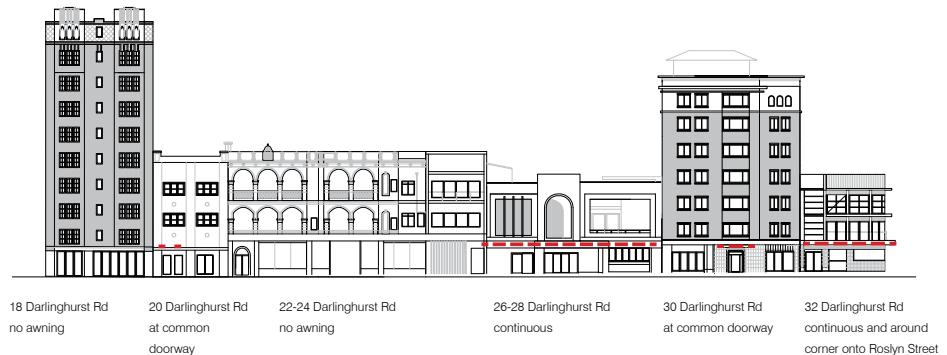 18 Darlinghurst Rd
no awning
20 Darlinghurst Rd
at common
doorway
22-24 Darlinghurst Rd
no awning
26-28 Darlinghurst Rd
continuous
30 Darlinghurst Rd
at common doorway
32 Darlinghurst Rd
continuous and around
corner onto Roslyn Street